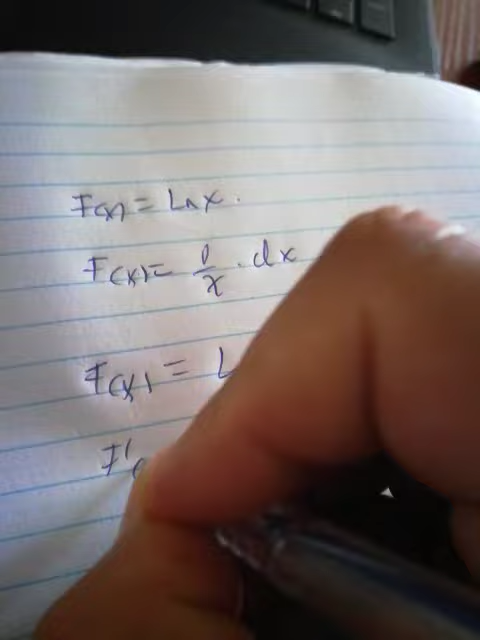 F(x) = Ln x.
F(x) = 1/x . dx
F(x) = L
F'(